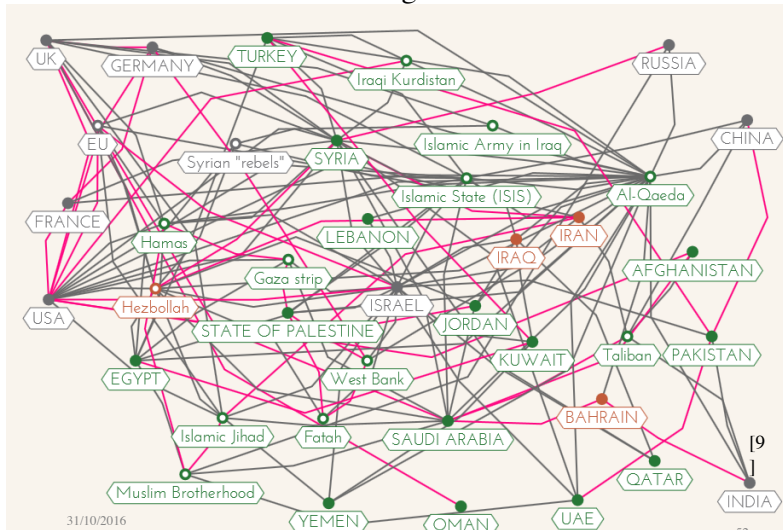 UK
GERMANY
TURKEY
Iraqi Kurdistan
RUSSIA
EU
Syrian "rebels"
SYRIA
Islamic Army in Iraq
CHINA
FRANCE
Hamas
Islamic State (ISIS)
Al-Qaeda
LEBANON
IRAQ
IRAN
AFGHANISTAN
USA
Hezbollah
Gaza strip
ISRAEL
STATE OF PALESTINE
JORDAN
KUWAIT
Taliban
PAKISTAN
EGYPT
West Bank
Islamic Jihad
Fatah
SAUDI ARABIA
BAHRAIN
[9
]
Muslim Brotherhood
YEMEN
OMAN
UAE
QATAR
INDIA
31/10/2016